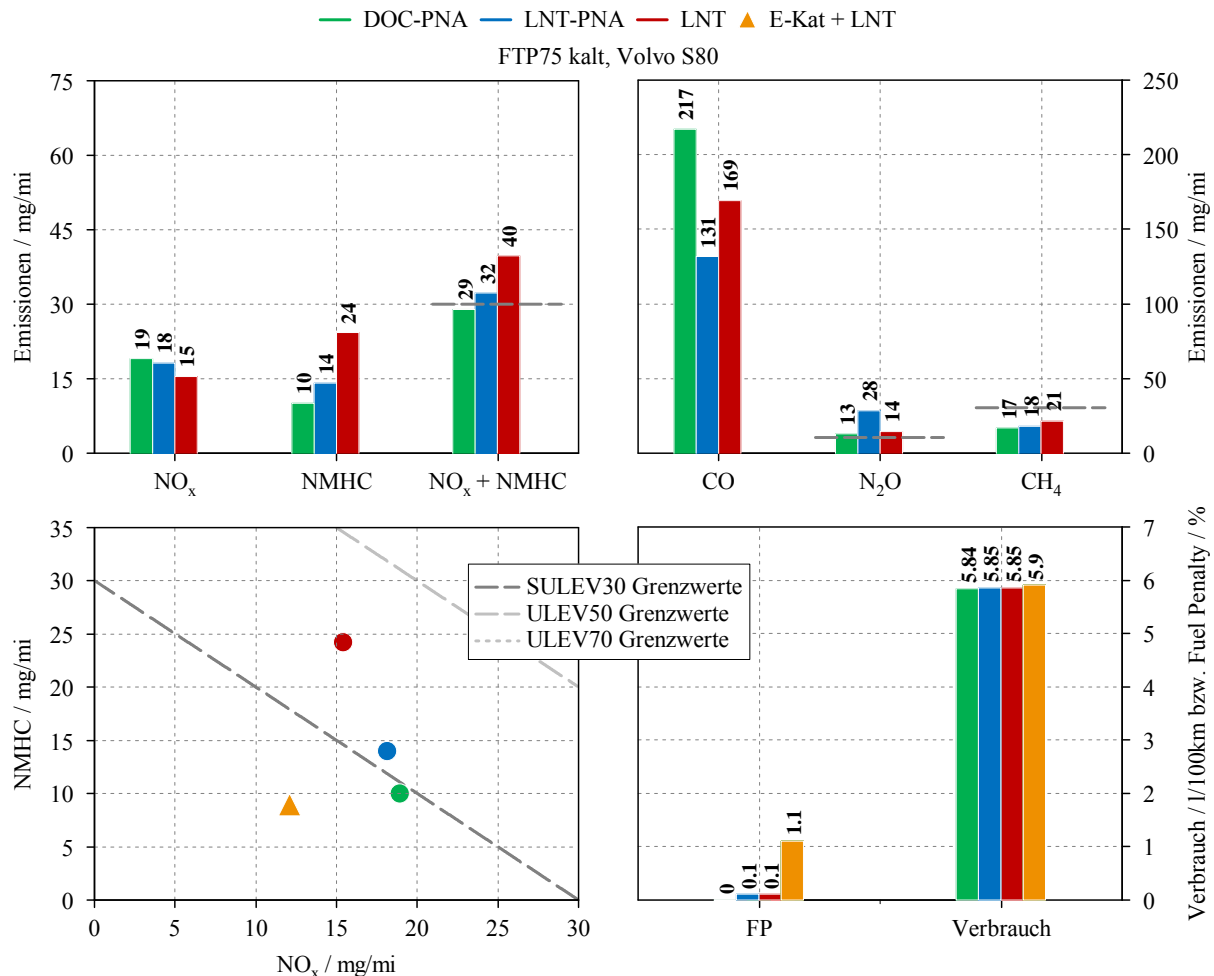 DOC-PNA LNT-PNA LNT E-Kat + LNT
FTP75 kalt, Volvo S80
Emissionen / mg/mi
75
60
45
30
15
0
19 18 15
10 14 24
29 32 40
NOx NMHC NOx + NMHC
217 131 169
13 28 14
17 18 21
CO N2O CH4
250
200
150
100
50
0
Emissionen / mg/mi
NMHC / mg/mi
35
30
25
20
15
10
5
0
SULEV30 Grenzwerte
ULEV50 Grenzwerte
ULEV70 Grenzwerte
0 5 10 15 20 25 30
NOx / mg/mi
0 0.1 0.1 1.1
5.84 5.85 5.85 5.9
FP Verbrauch
7
6
5
4
3
2
1
0
Verbrauch / l/100km bzw. Fuel Penalty / %